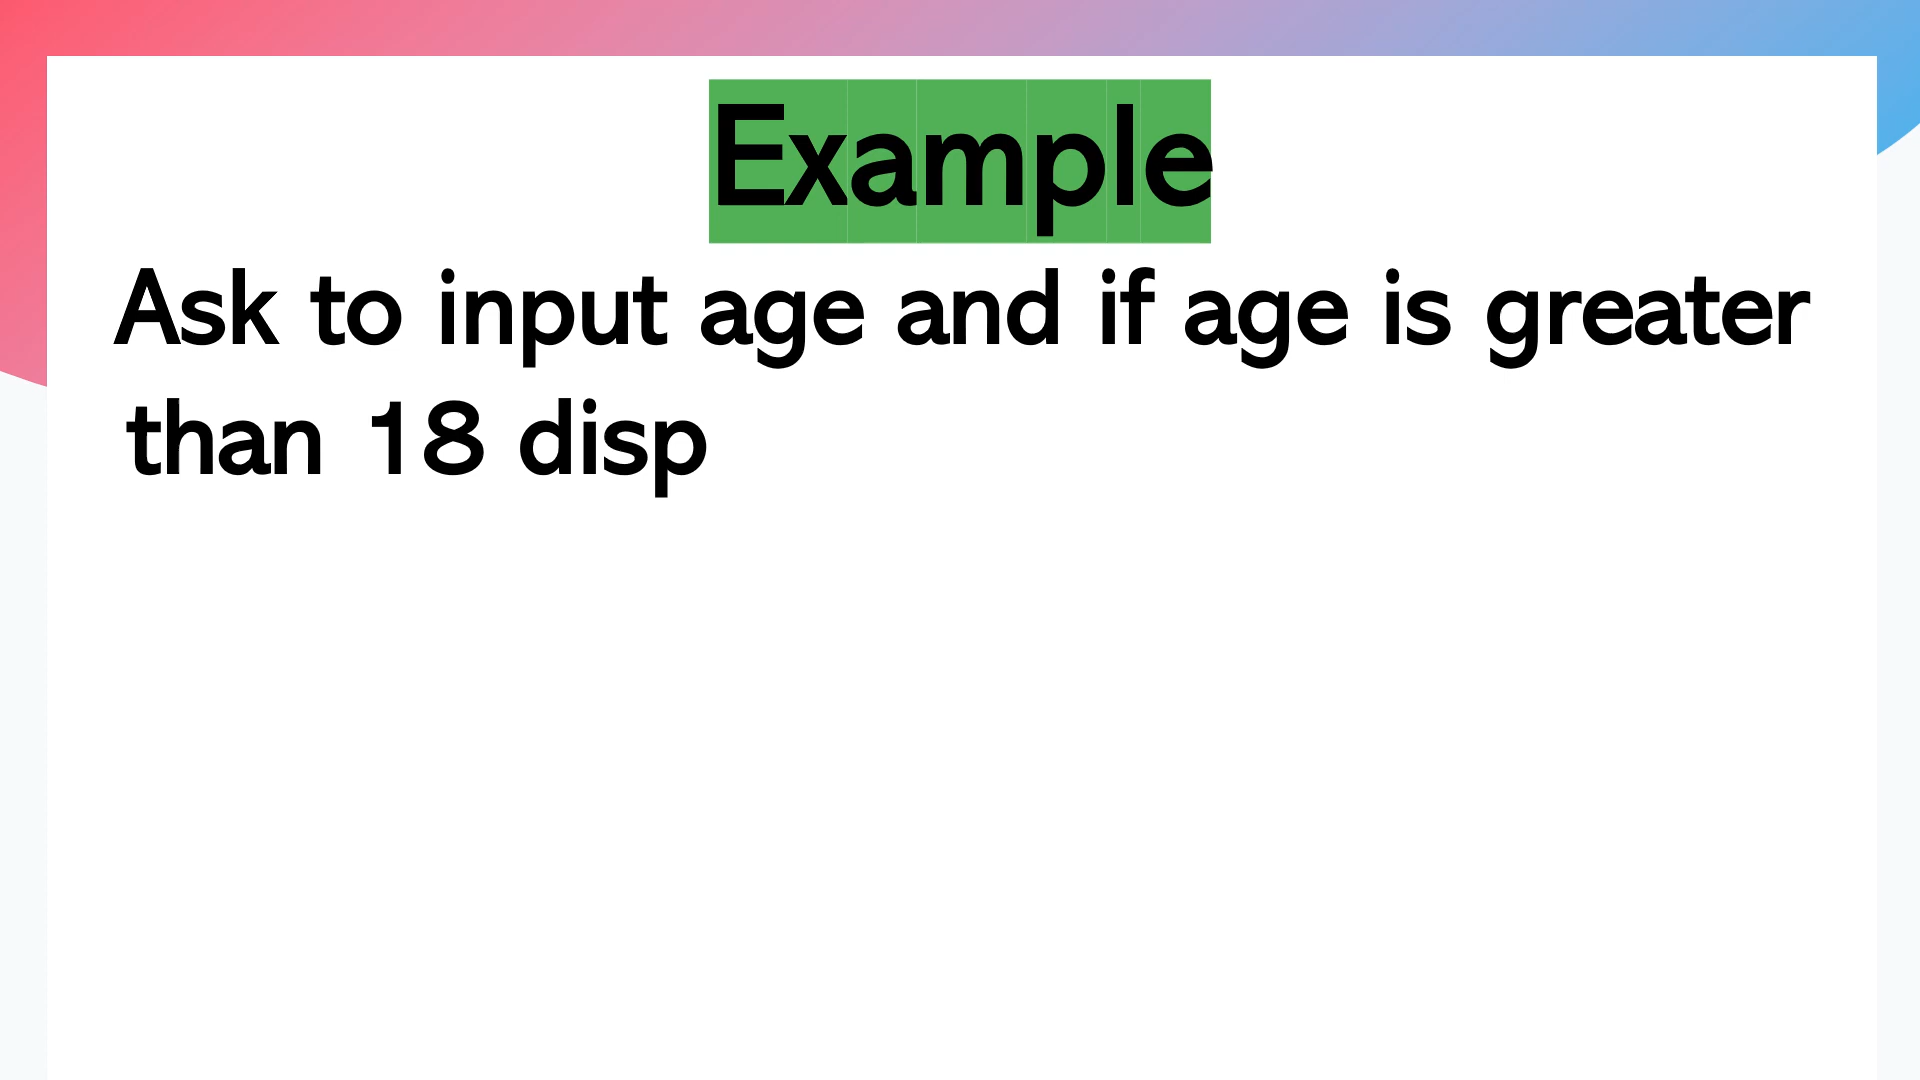 Example
Ask to input age and if age is greater
than 18 disp